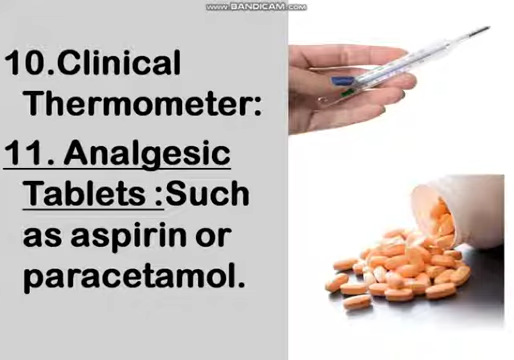 WWW.BANDICAM.COM
10.Clinical
Thermometer:
11. Analgesic
Tablets :Such
as aspirin or
paracetamol.